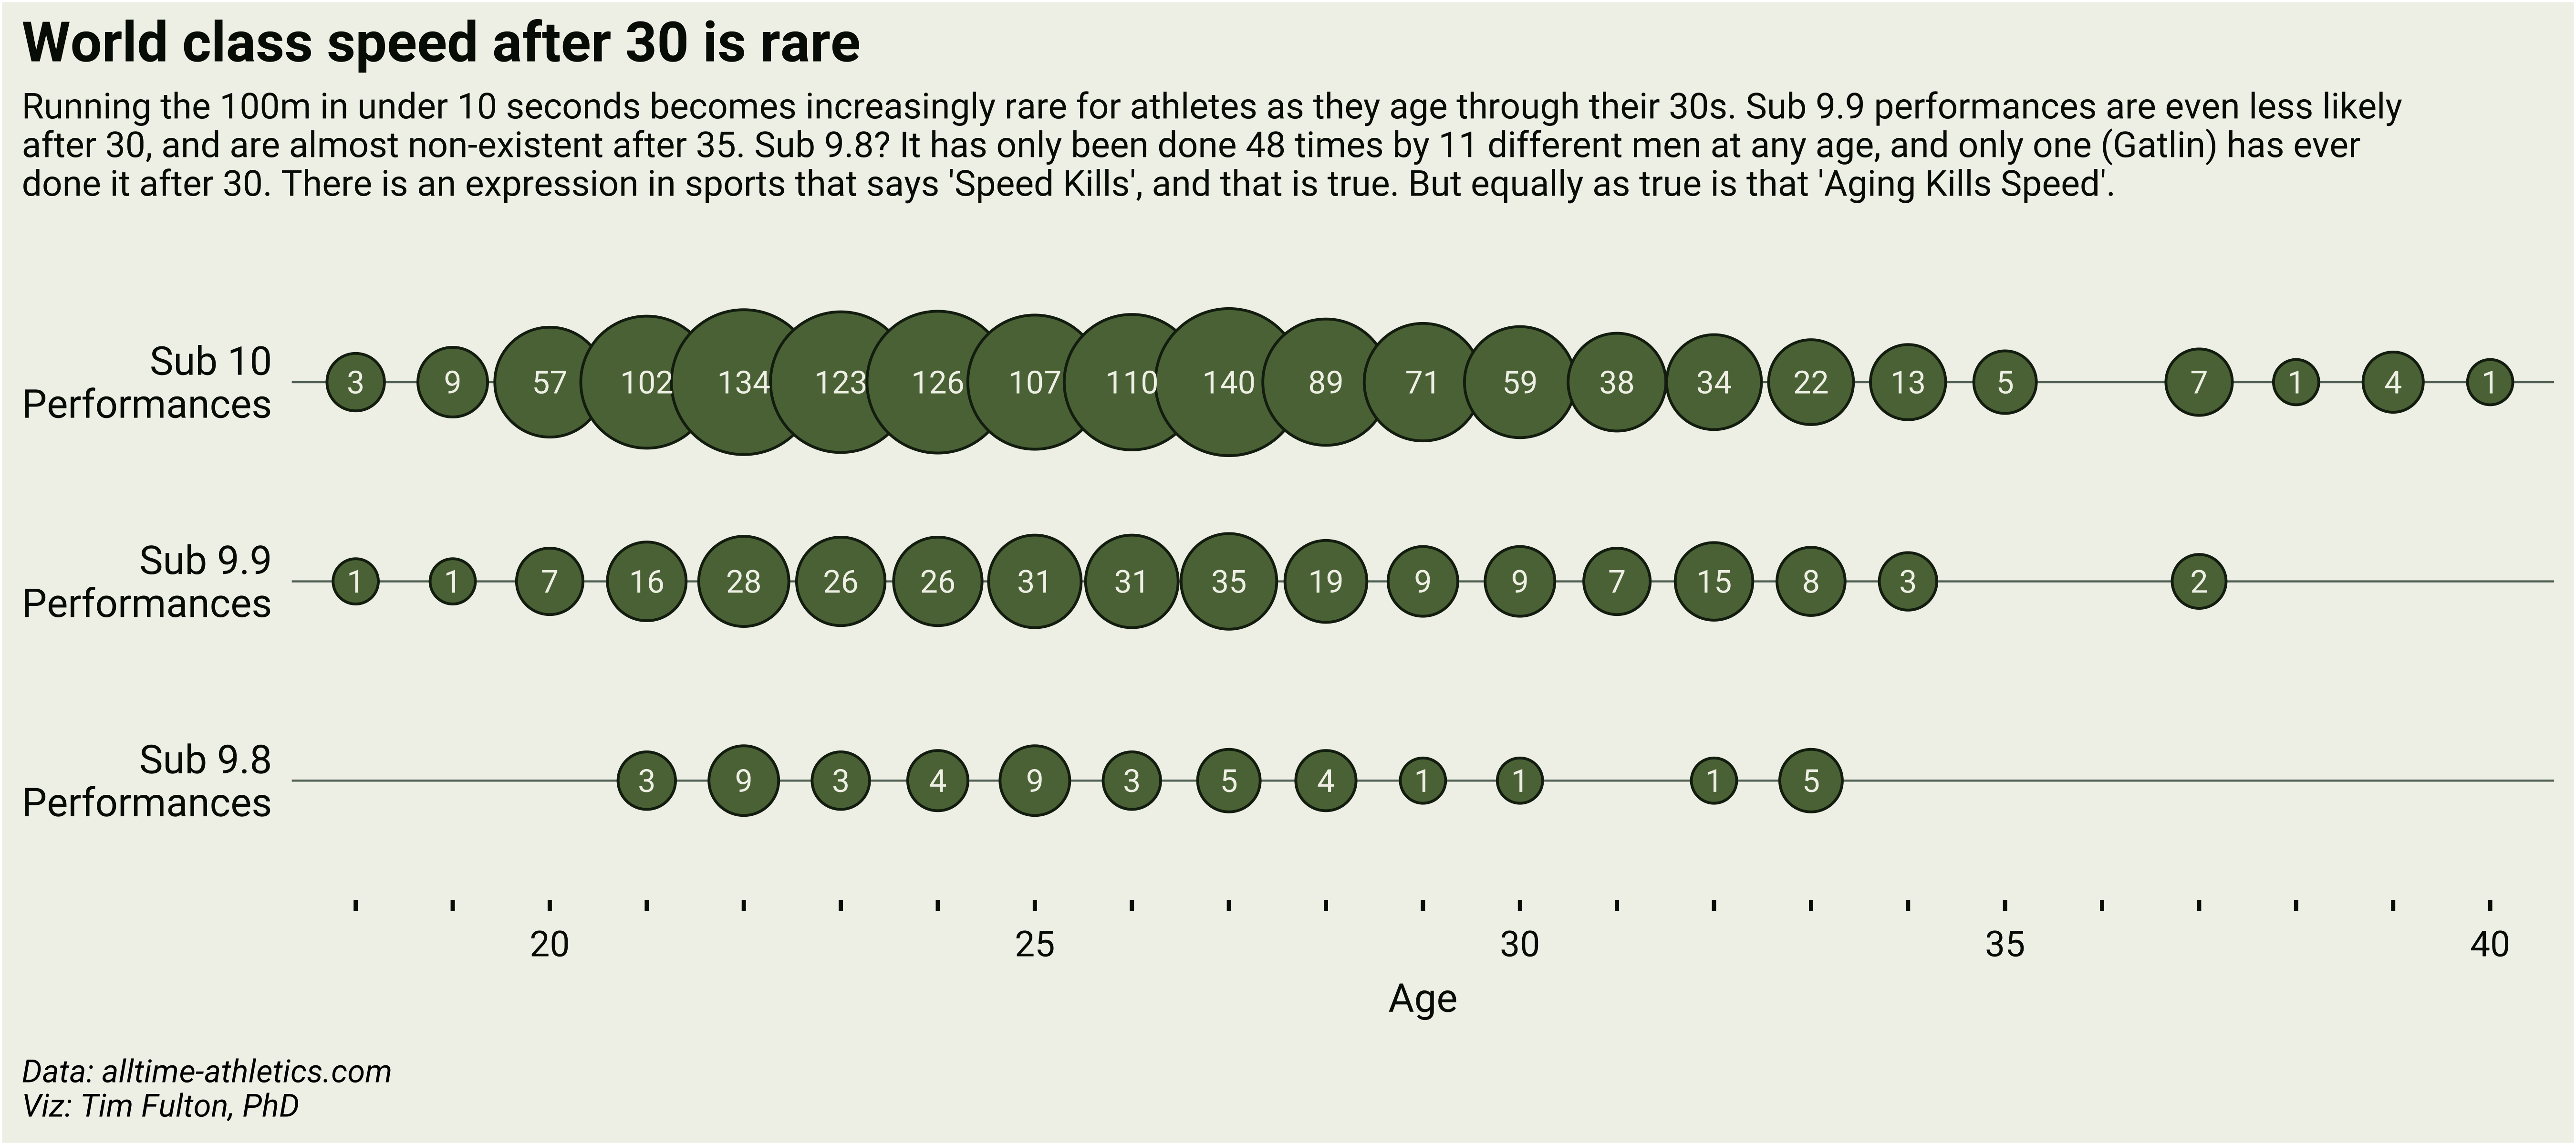 World class speed after 30 is rare
Running the 100m in under 10 seconds becomes increasingly rare for athletes as they age through their 30s. Sub 9.9 performances are even less likely
after 30, and are almost non-existent after 35. Sub 9.8? It has only been done 48 times by 11 different men at any age, and only one (Gatlin) has ever
done it after 30. There is an expression in sports that says 'Speed Kills', and that is true. But equally as true is that 'Aging Kills Speed'.
Sub 10
Performances
3 9 57 102 134 123 126 107 110 140 89 71 59 38 34 22 13 5 7 1 4 1
Sub 9.9
Performances
1 1 7 16 28 26 26 31 31 35 19 9 9 7 15 8 3 2
Sub 9.8
Performances
3 9 3 4 9 3 5 4 1 1 1 5
20 25 30 35 40
Age
Data: alltime-athletics.com
Viz: Tim Fulton, PhD